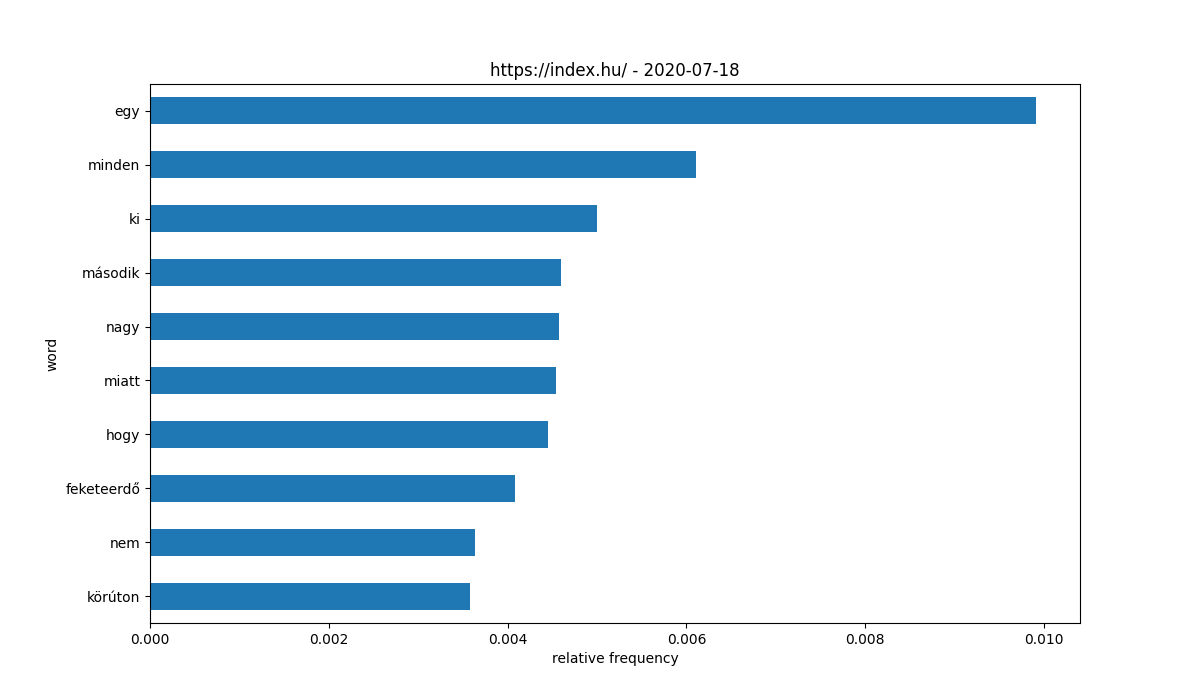 https://index.hu/ - 2020-07-18
egy
minden
ki
második
nagy
miatt
hogy
feketeerdő
nem
körúton
word
0.000 0.002 0.004 0.006 0.008 0.010
relative frequency